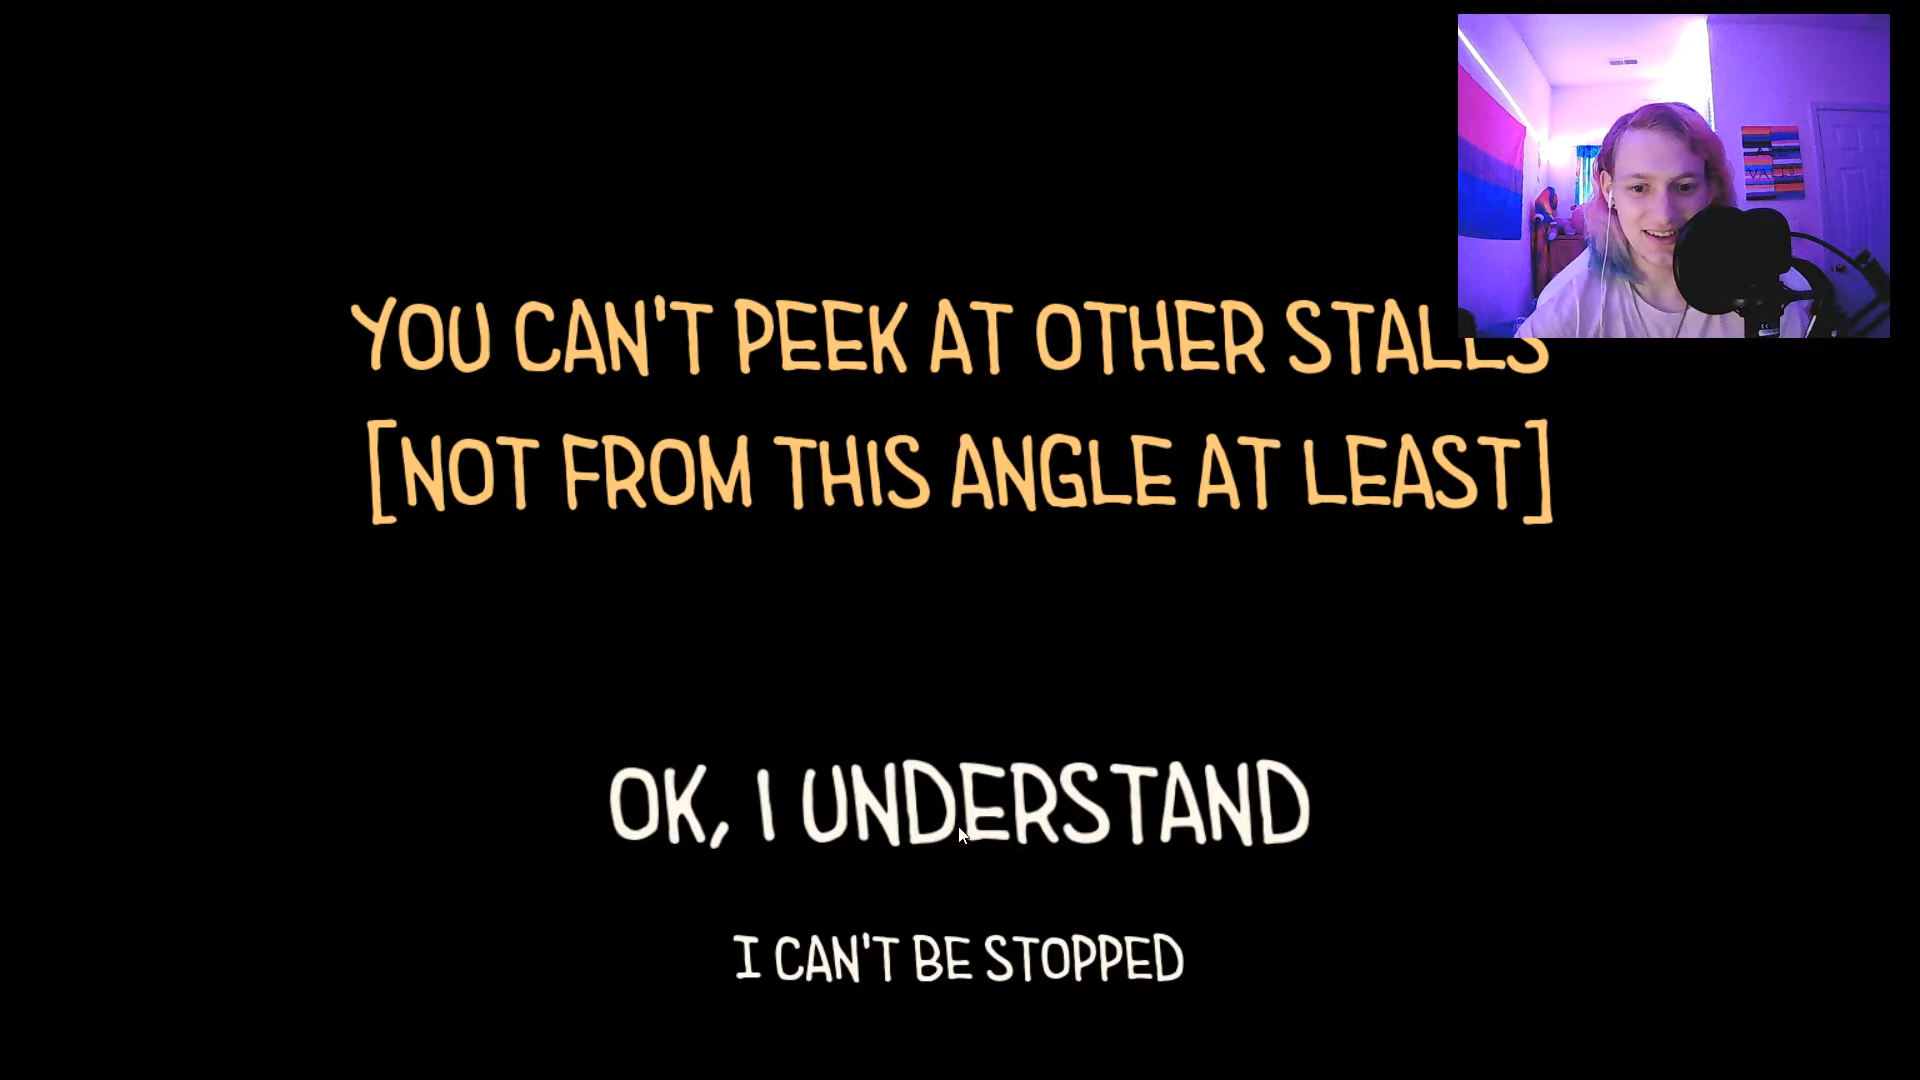 YOU CAN'T PEEK AT OTHER STALLS
[NOT FROM THIS ANGLE AT LEAST]
OK, I UNDERSTAND
I CAN'T BE STOPPED